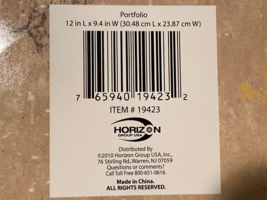 Portfolio
12 in L x 9.4 in W (30.48 cm L x 23.87 cm W)
7 65940 19423 2
ITEM # 19423
HORIZON
GROUP USA
Distributed By
©2010 Horizon Group USA, Inc.,
76 Stirling Rd.,Warren, NJ 07059
Questions or comments?
Call Toll Free 800-651-0616.
Made in China.
ALL RIGHTS RESERVED.